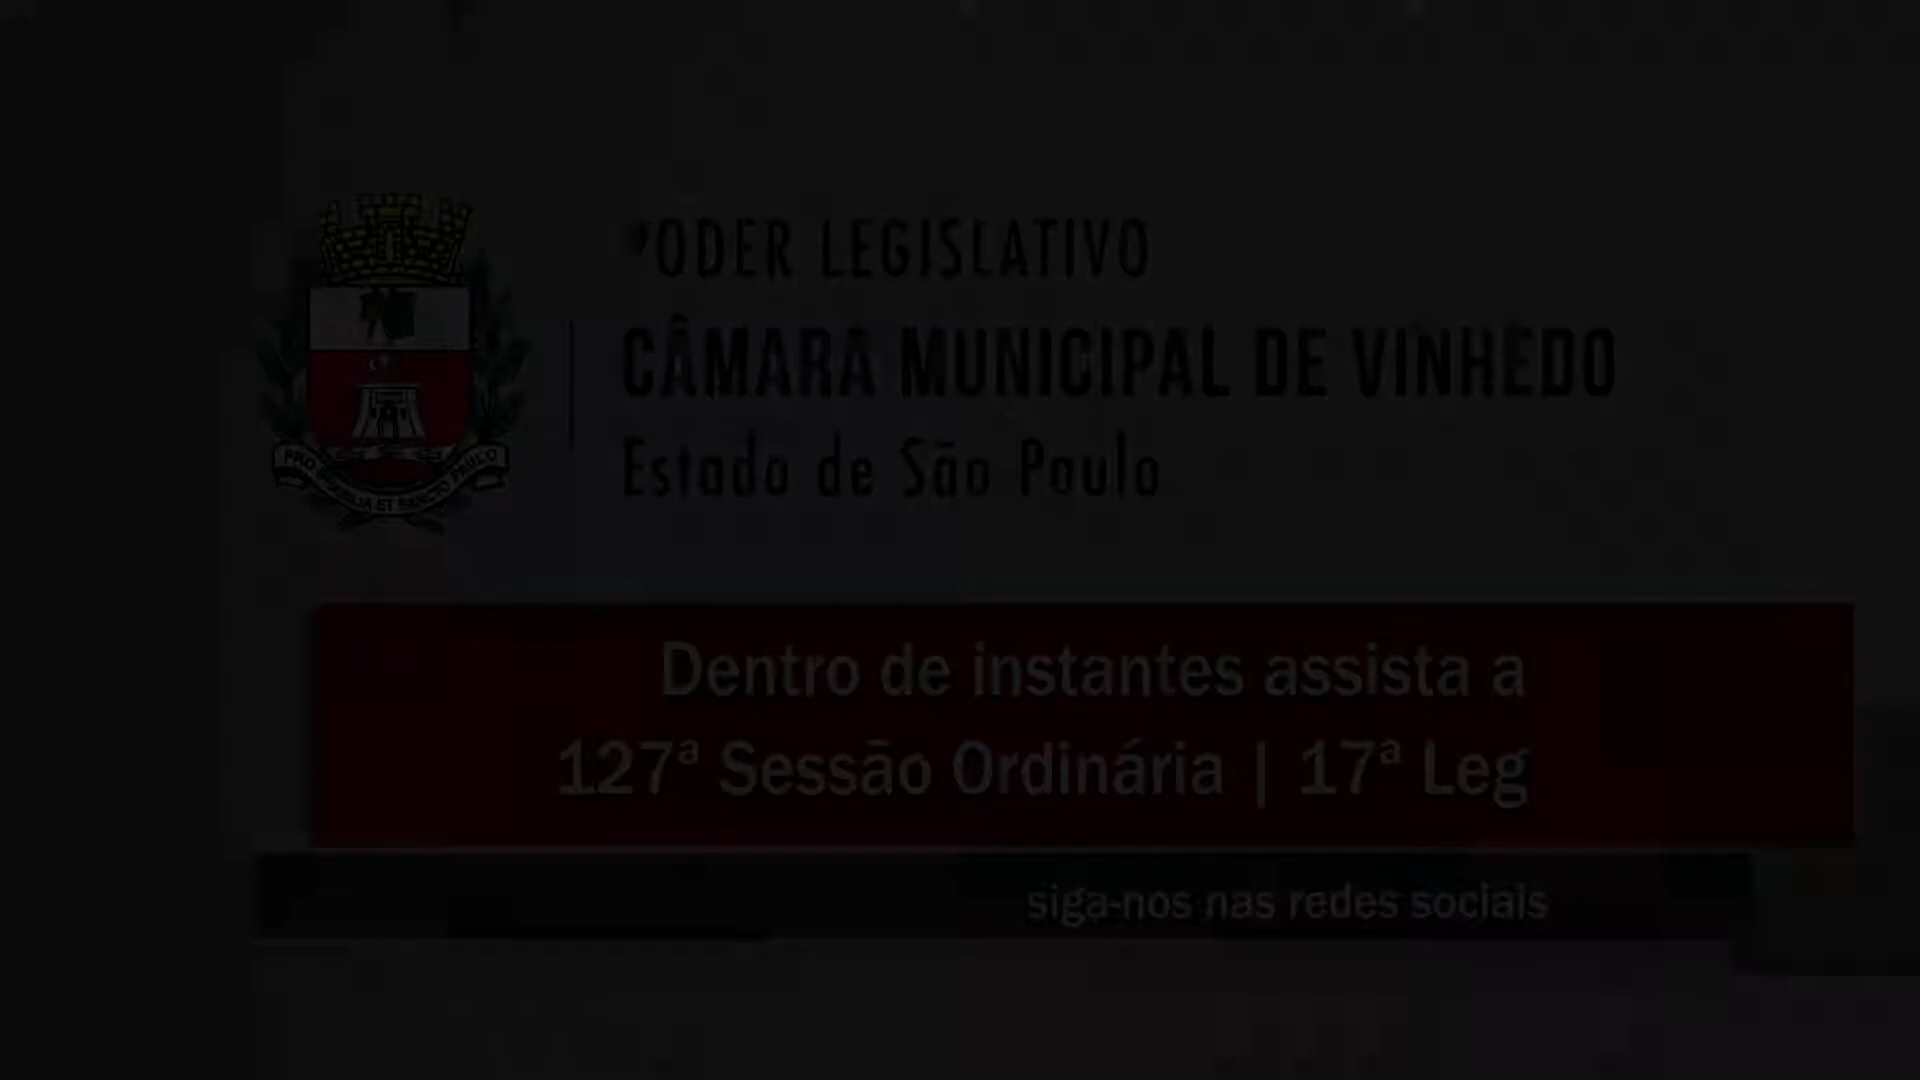 PODER LEGISLATIVO
CÂMARA MUNICIPAL DE VINHEDO
Estado de São Paulo
Dentro de instantes assista a
127ª Sessão Ordinária | 17ª Leg
siga-nos nas redes sociais